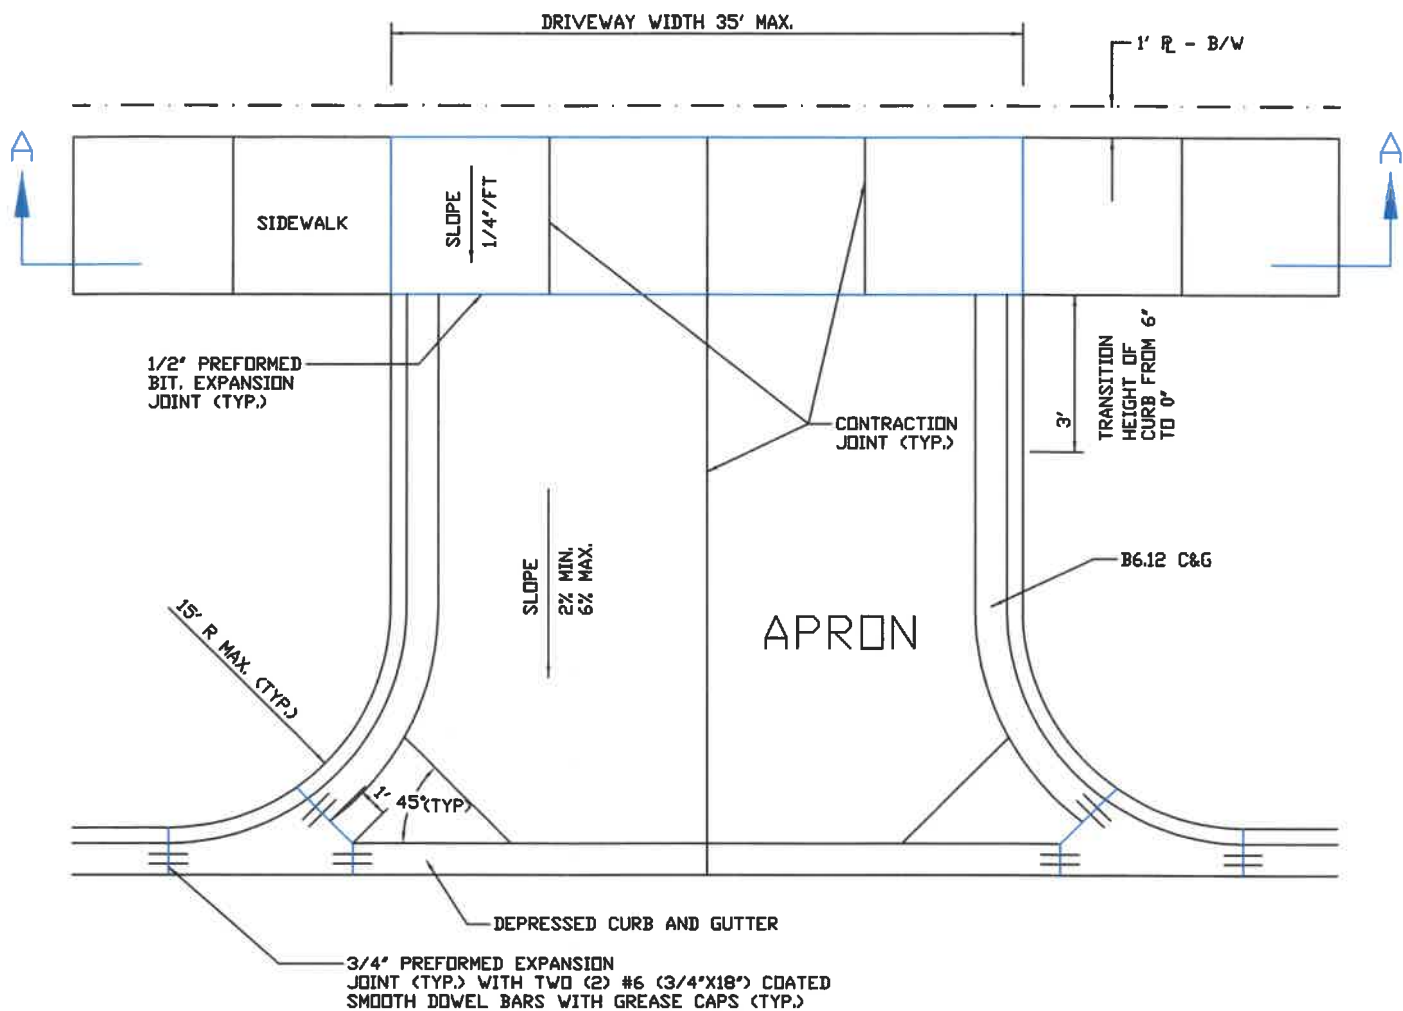 DRIVEWAY WIDTH 35' MAX.
1' ⅊ - B/W
A
A
SIDEWALK
SLOPE
1/4"/FT
1/2" PREFORMED
BIT. EXPANSION
JOINT (TYP.)
CONTRACTION
JOINT (TYP.)
3'
TRANSITION
HEIGHT OF
CURB FROM 6"
TO 0"
SLOPE
2% MIN.
6% MAX.
B6.12 C&G
APRON
15' R MAX. (TYP.)
1'
45°(TYP)
DEPRESSED CURB AND GUTTER
3/4" PREFORMED EXPANSION
JOINT (TYP.) WITH TWO (2) #6 (3/4"X18") COATED
SMOOTH DOWEL BARS WITH GREASE CAPS (TYP.)